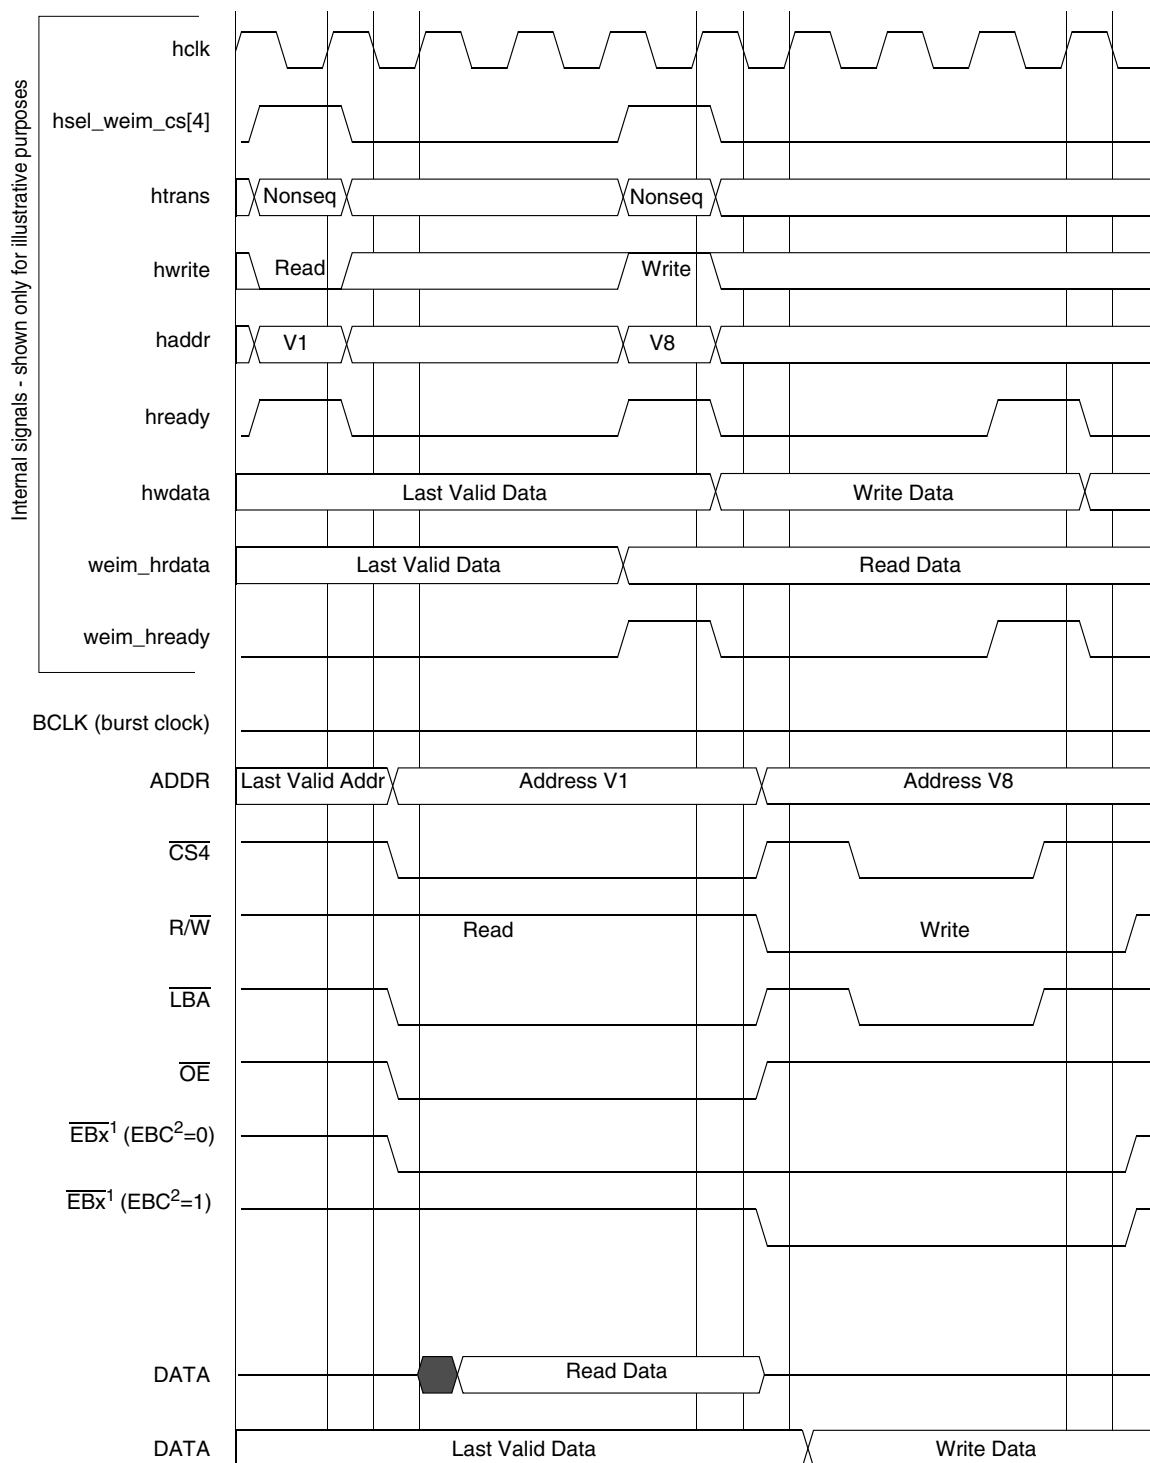 Internal signals - shown only for illustrative purposes
hclk
hsel_weim_cs[4]
htrans Nonseq Nonseq
hwrite Read Write
haddr V1 V8
hready
hwdata Last Valid Data Write Data
weim_hrdata Last Valid Data Read Data
weim_hready
BCLK (burst clock)
ADDR Last Valid Addr Address V1 Address V8
CS4
R/W Read Write
LBA
OE
EBx1 (EBC2=0)
EBx1 (EBC2=1)
DATA Read Data
DATA Last Valid Data Write Data